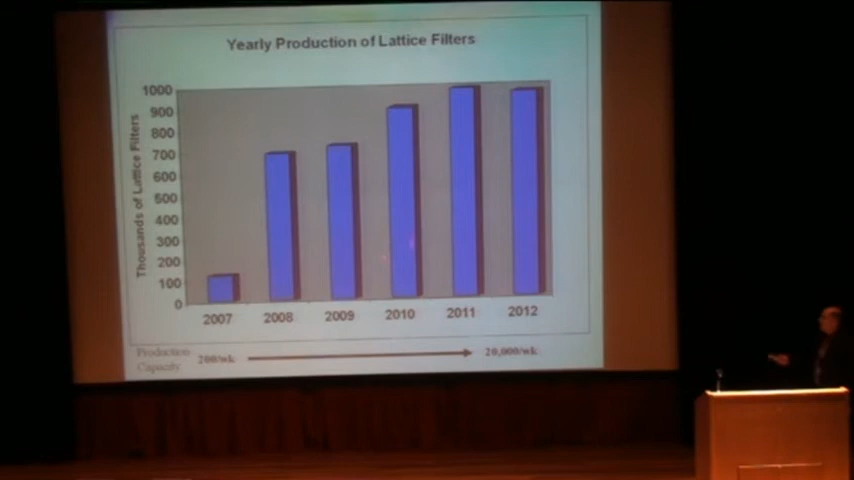 Yearly Production of Lattice Filters
Thousands of Lattice Filters
1000
900
800
700
600
500
400
300
200
100
0
2007 2008 2009 2010 2011 2012
Production Capacity
200/wk
20,000/wk